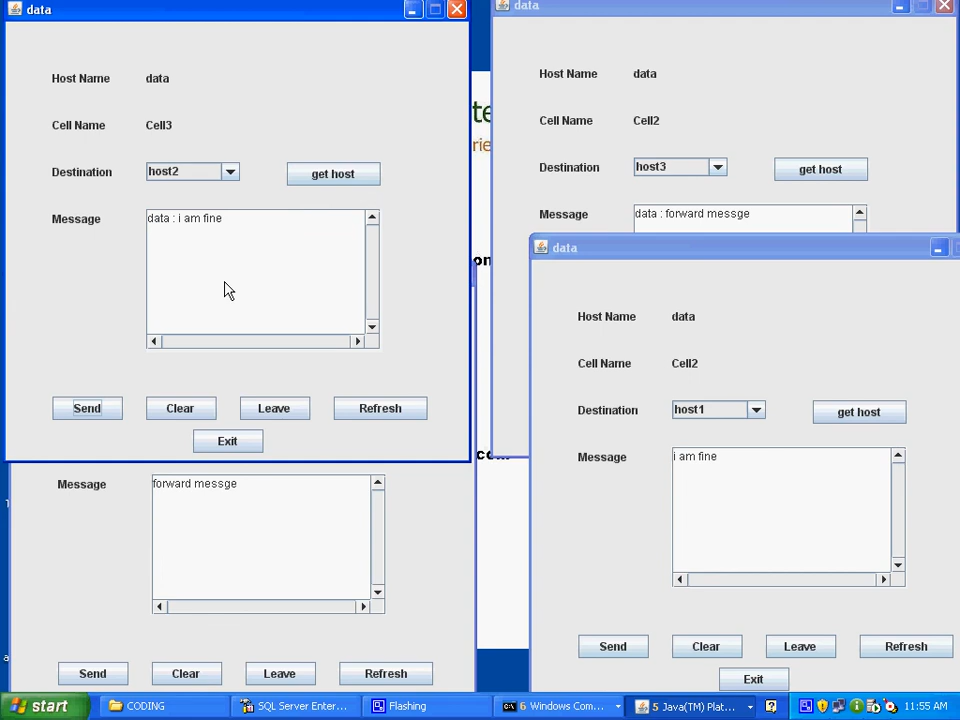 data
Host Name data
Cell Name Cell3
Destination host2 get host
Message data : i am fine
Send Clear Leave Refresh
Exit
data
Host Name data
Cell Name Cell2
Destination host3 get host
Message data : forward messge
data
Host Name data
Cell Name Cell2
Destination host1 get host
Message i am fine
Send Clear Leave Refresh
Exit
Message forward messge
Send Clear Leave Refresh
start CODING SQL Server Enter... Flashing 6 Windows Com... 5 Java(TM) Plat... 11:55 AM